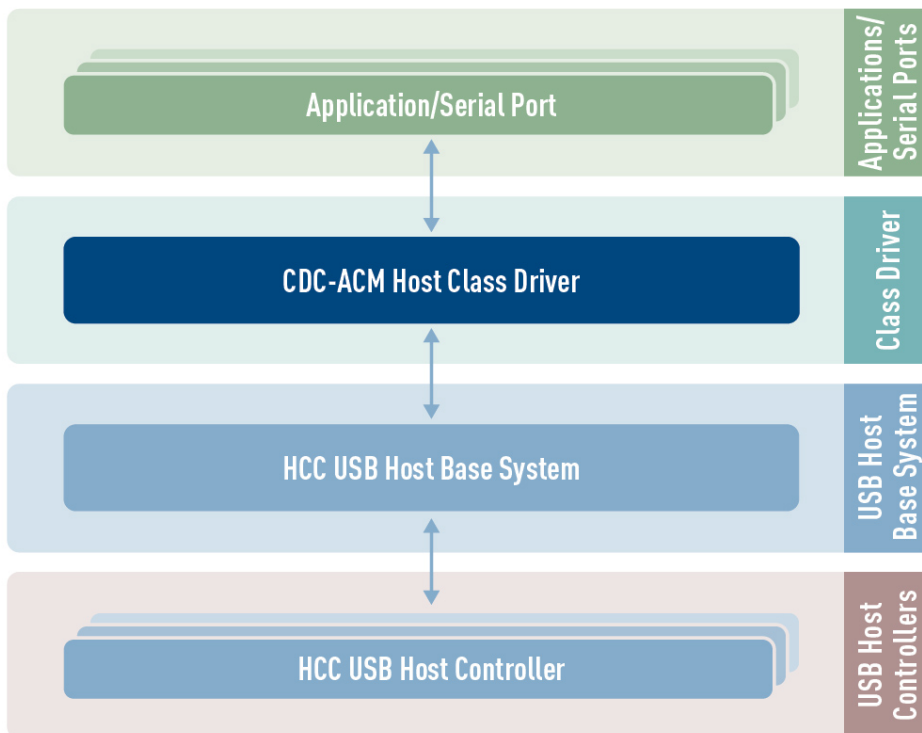 Application/Serial Port
Applications/
Serial Ports
CDC-ACM Host Class Driver
Class Driver
HCC USB Host Base System
USB Host
Base System
HCC USB Host Controller
USB Host
Controllers